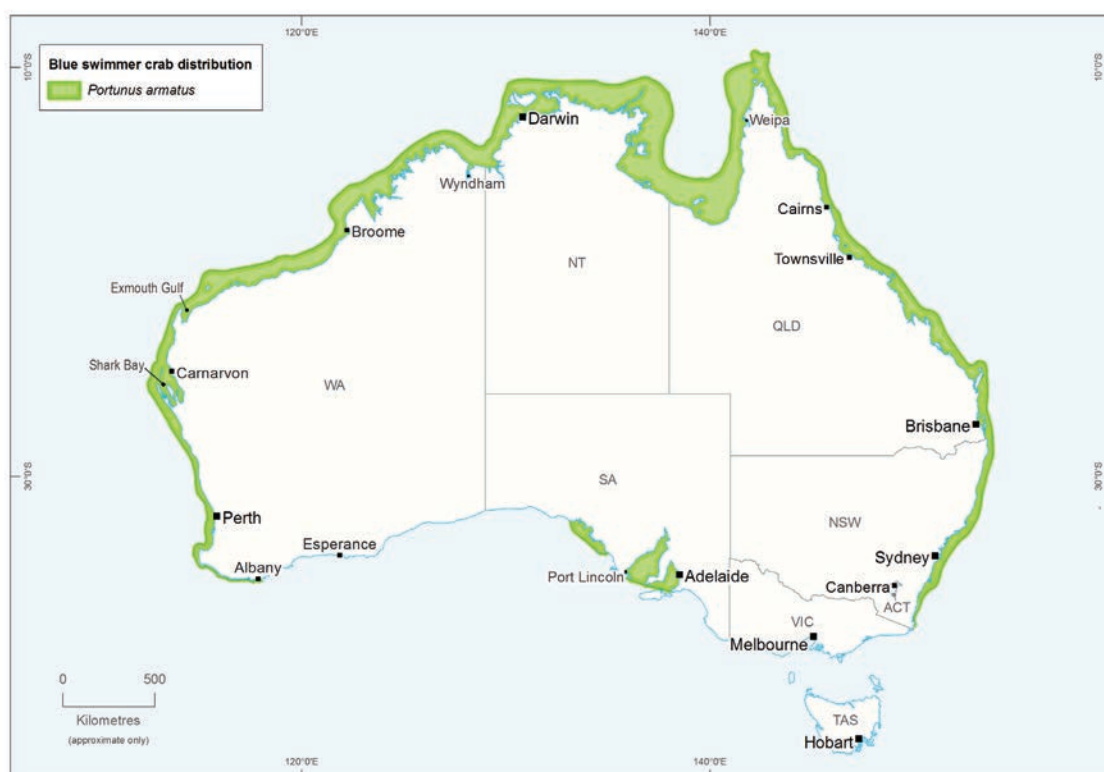 120°0'E 140°0'E
Blue swimmer crab distribution
Portunus armatus
10°0'S
10°0'S
Darwin
Weipa
Wyndham
Cairns
Broome
Townsville
NT
Exmouth Gulf
QLD
Shark Bay
Carnarvon
WA
Brisbane
30°0'S
30°0'S
SA
Perth
NSW
Esperance
Sydney
Albany
Port Lincoln
Adelaide
Canberra
ACT
VIC
Melbourne
0 500
Kilometres
(approximate only)
TAS
Hobart
120°0'E 140°0'E